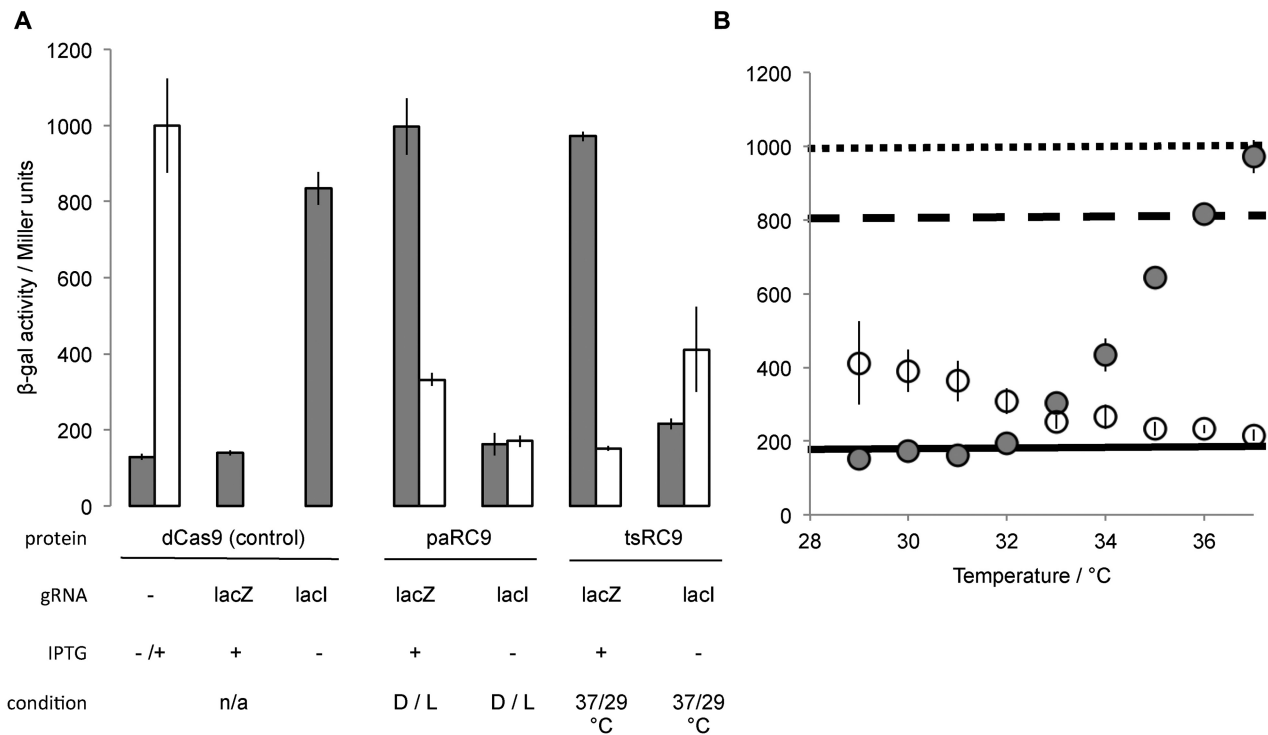 A
1200
1000
800
600
400
200
0
β-gal activity / Miller units
protein dCas9 (control) paRC9 tsRC9
gRNA - lacZ lacI lacZ lacI lacZ lacI
IPTG - /+ + - + - + -
condition n/a D / L D / L 37/29 37/29
°C °C
B
1200
1000
800
600
400
200
0
28 30 32 34 36
Temperature / °C